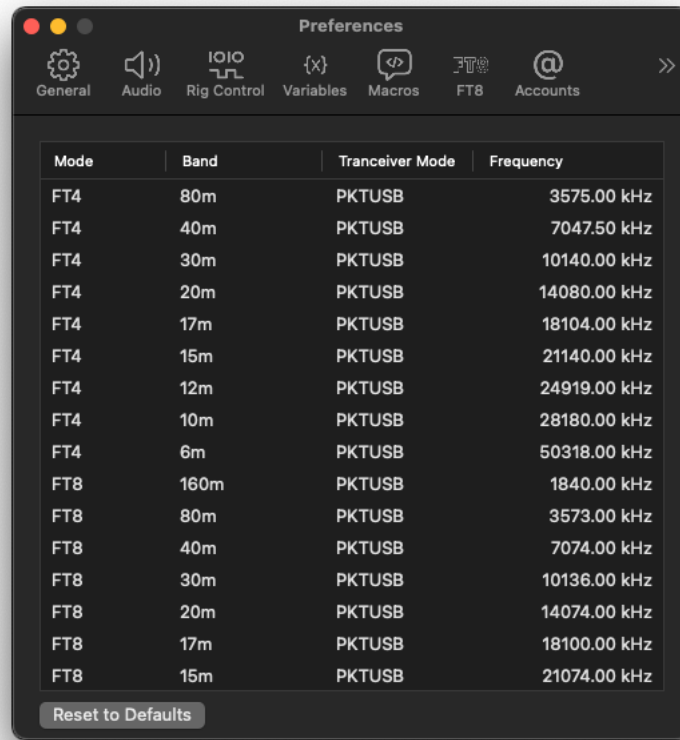 Preferences
1010
{x}
</>
FT8
@
General Audio Rig Control Variables Macros FT8 Accounts
Mode Band Tranceiver Mode Frequency
FT4 80m PKTUSB 3575.00 kHz
FT4 40m PKTUSB 7047.50 kHz
FT4 30m PKTUSB 10140.00 kHz
FT4 20m PKTUSB 14080.00 kHz
FT4 17m PKTUSB 18104.00 kHz
FT4 15m PKTUSB 21140.00 kHz
FT4 12m PKTUSB 24919.00 kHz
FT4 10m PKTUSB 28180.00 kHz
FT4 6m PKTUSB 50318.00 kHz
FT8 160m PKTUSB 1840.00 kHz
FT8 80m PKTUSB 3573.00 kHz
FT8 40m PKTUSB 7074.00 kHz
FT8 30m PKTUSB 10136.00 kHz
FT8 20m PKTUSB 14074.00 kHz
FT8 17m PKTUSB 18100.00 kHz
FT8 15m PKTUSB 21074.00 kHz
Reset to Defaults